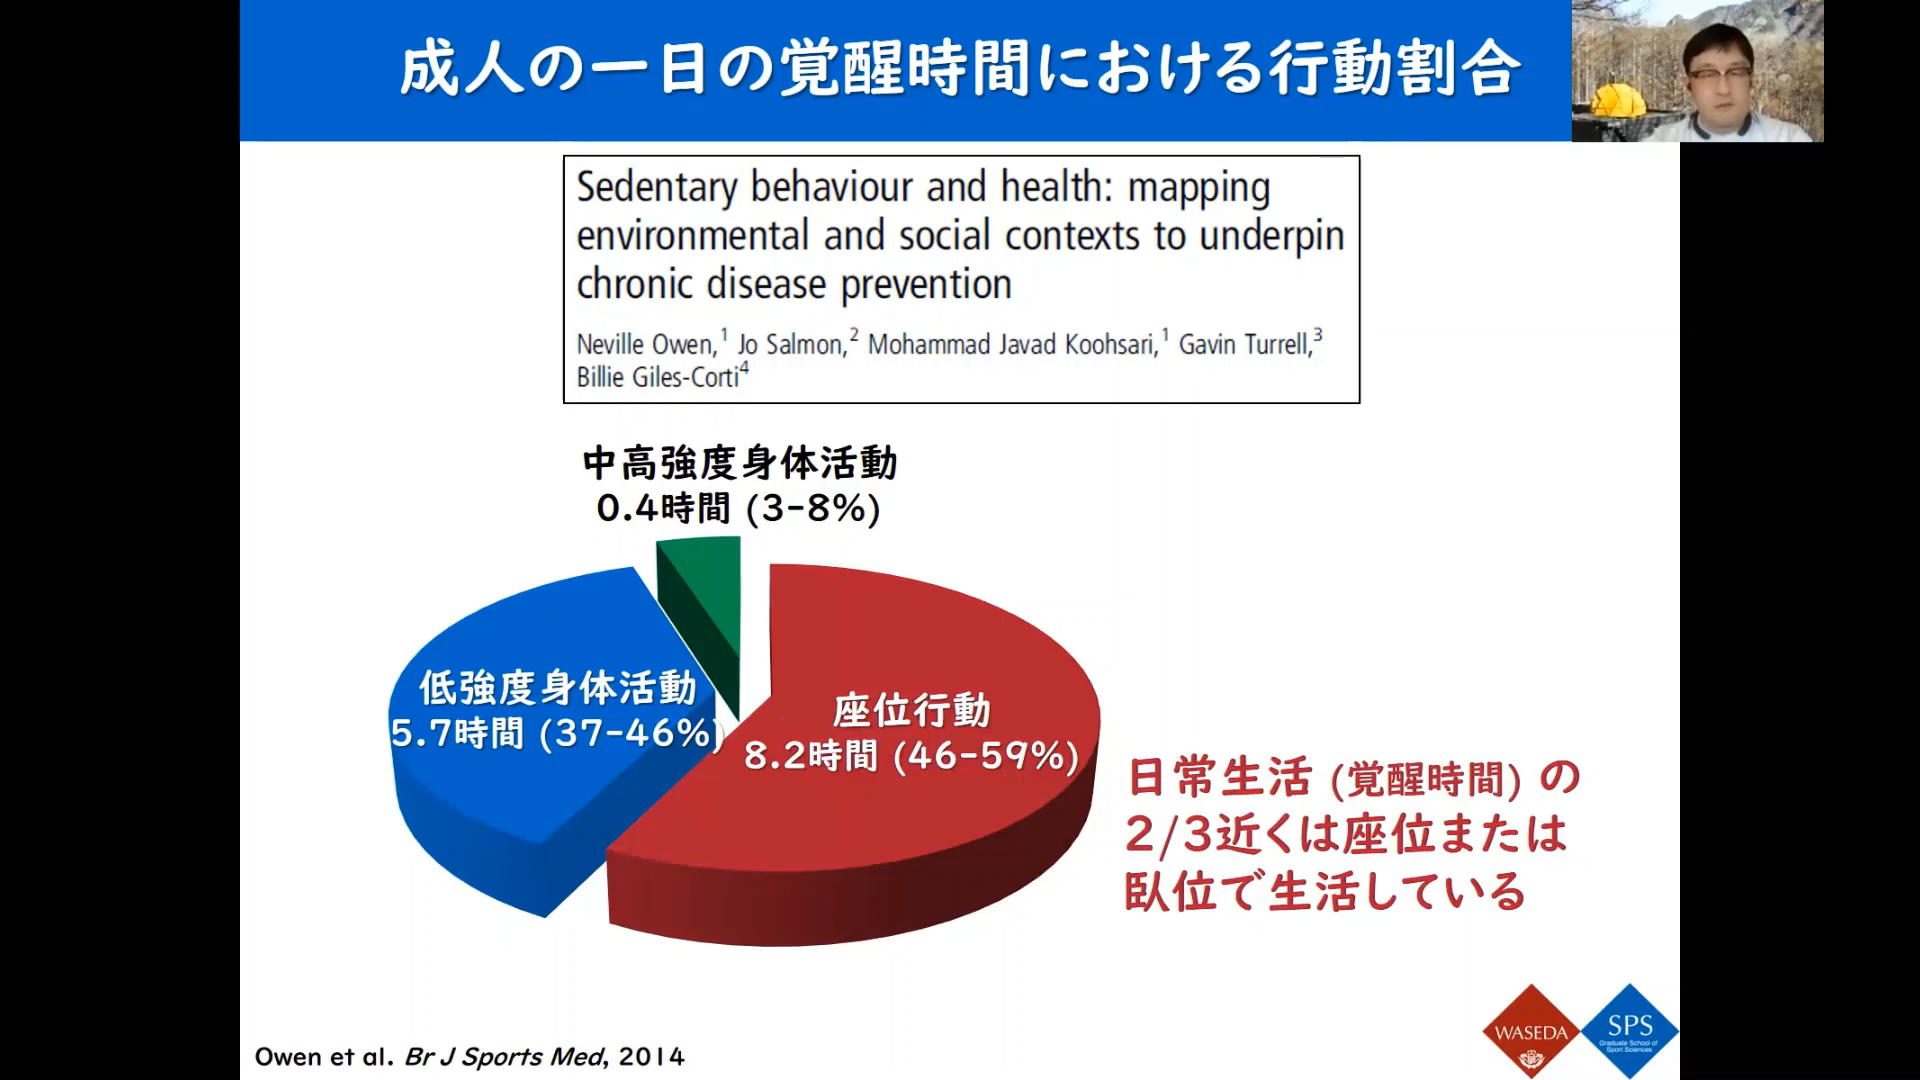 成人の一日の覚醒時間における行動割合
Sedentary behaviour and health: mapping
environmental and social contexts to underpin
chronic disease prevention
Neville Owen,1 Jo Salmon,2 Mohammad Javad Koohsari,1 Gavin Turrell,3
Billie Giles-Corti4
中高強度身体活動
0.4時間 (3-8%)
低強度身体活動
5.7時間 (37-46%)
座位行動
8.2時間 (46-59%)
日常生活 (覚醒時間) の
2/3近くは座位または
臥位で生活している
Owen et al. Br J Sports Med, 2014
WASEDA
SPS
Graduate School of
Sport Sciences